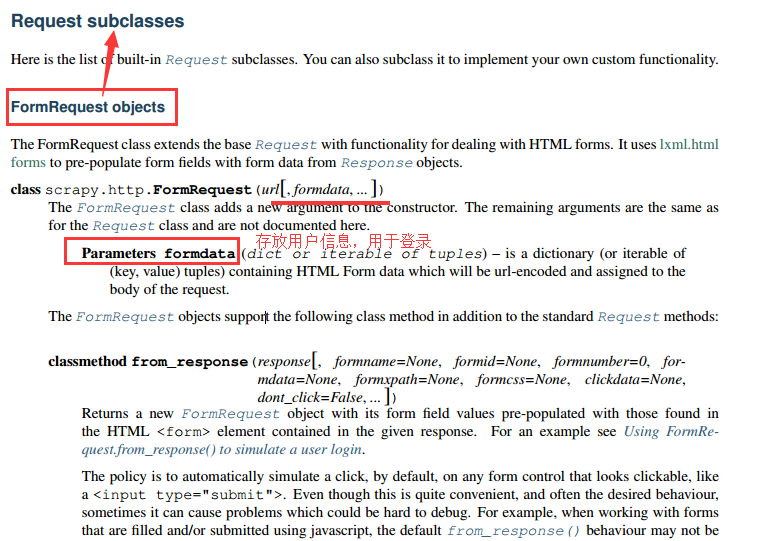 Request subclasses
Here is the list of built-in Request subclasses. You can also subclass it to implement your own custom functionality.
FormRequest objects
The FormRequest class extends the base Request with functionality for dealing with HTML forms. It uses lxml.html
forms to pre-populate form fields with form data from Response objects.
class scrapy.http.FormRequest(url[, formdata, ... ])
The FormRequest class adds a new argument to the constructor. The remaining arguments are the same as
for the Request class and are not documented here.
存放用户信息，用于登录
Parameters formdata (dict or iterable of tuples) – is a dictionary (or iterable of
(key, value) tuples) containing HTML Form data which will be url-encoded and assigned to the
body of the request.
The FormRequest objects support the following class method in addition to the standard Request methods:
classmethod from_response(response[, formname=None, formid=None, formnumber=0, for-
mdata=None, formxpath=None, formcss=None, clickdata=None,
dont_click=False, ... ])
Returns a new FormRequest object with its form field values pre-populated with those found in
the HTML <form> element contained in the given response. For an example see Using FormRe-
quest.from_response() to simulate a user login.
The policy is to automatically simulate a click, by default, on any form control that looks clickable, like
a <input type="submit">. Even though this is quite convenient, and often the desired behaviour,
sometimes it can cause problems which could be hard to debug. For example, when working with forms
that are filled and/or submitted using javascript, the default from_response() behaviour may not be